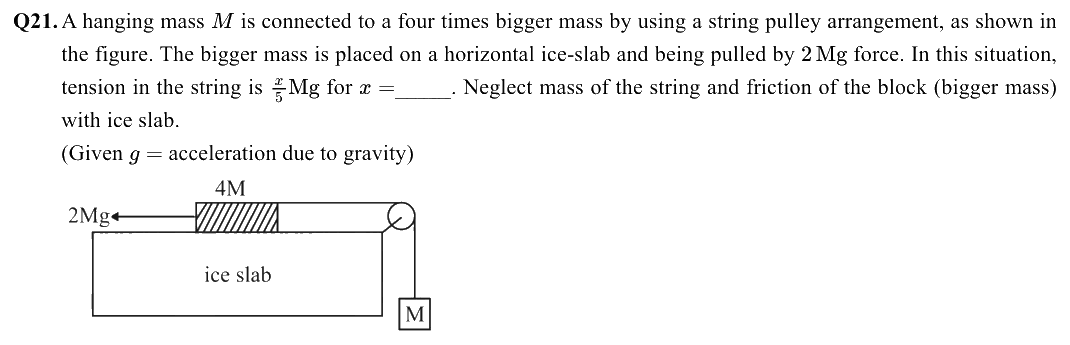 Q21. A hanging mass M is connected to a four times bigger mass by using a string pulley arrangement, as shown in
the figure. The bigger mass is placed on a horizontal ice-slab and being pulled by 2 Mg force. In this situation,
tension in the string is x/5 Mg for x =_____. Neglect mass of the string and friction of the block (bigger mass)
with ice slab.
(Given g = acceleration due to gravity)
4M
2Mg
ice slab
M